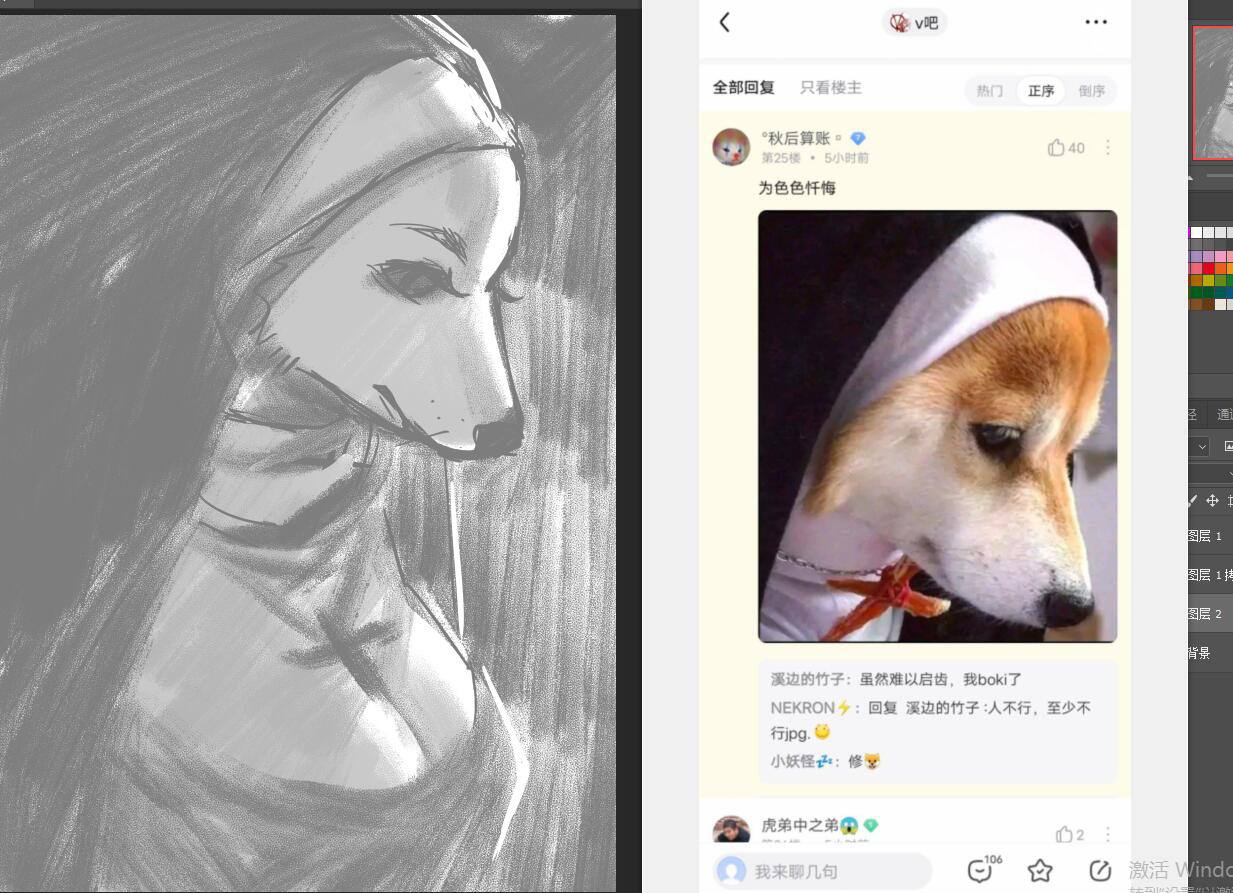 v吧
全部回复 只看楼主 热门 正序 倒序
°秋后算账▫
第25楼 • 5小时前 40
为色色忏悔
溪边的竹子：虽然难以启齿，我boki了
NEKRON⚡：回复 溪边的竹子 :人不行，至少不
行jpg.
小妖怪💤：修
虎弟中之弟😱 2
我来聊几句 106
径 通道
图层 1
图层 1 拷
图层 2
背景
激活 Windo